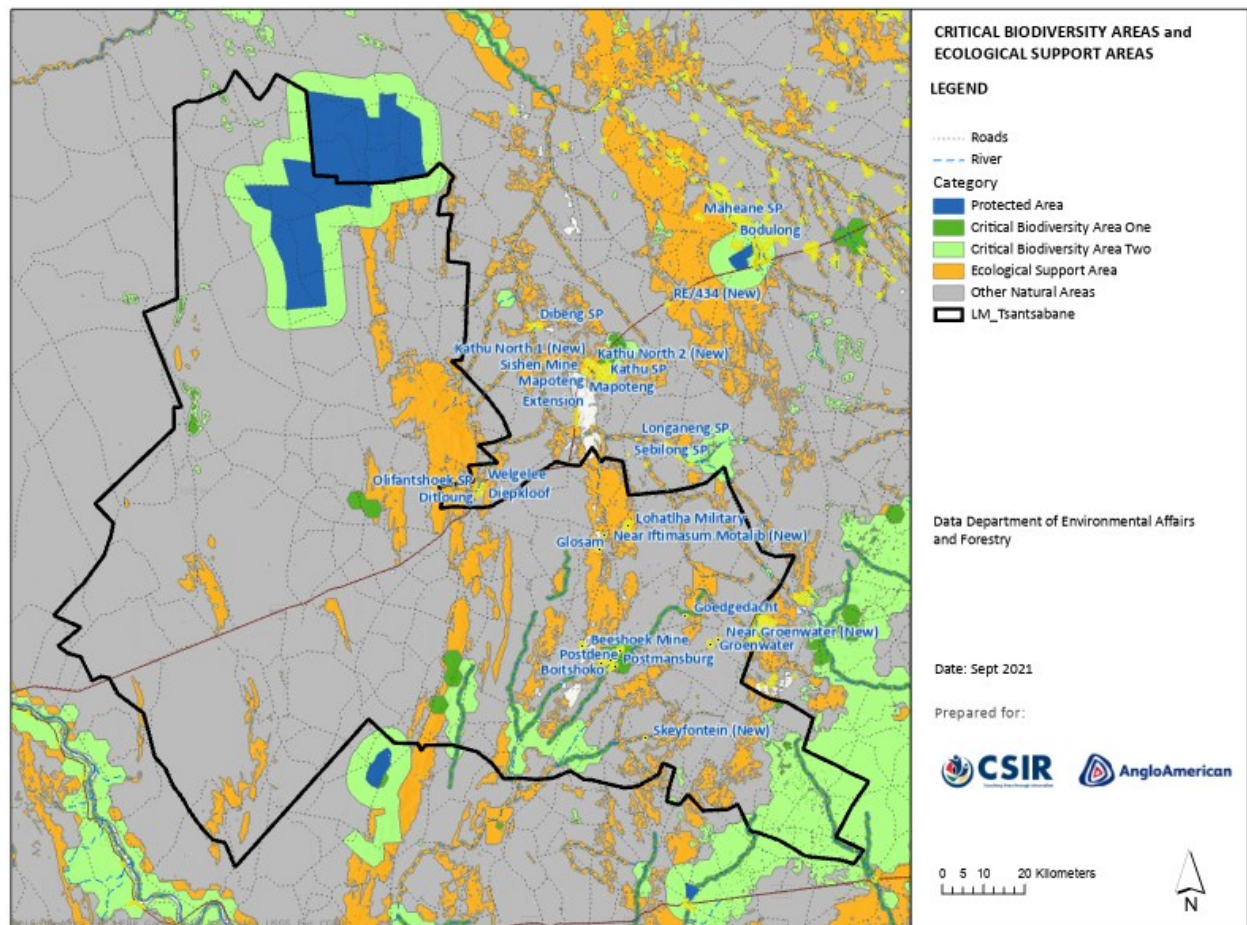 CRITICAL BIODIVERSITY AREAS and
ECOLOGICAL SUPPORT AREAS
LEGEND
Roads
River
Category
Protected Area
Critical Biodiversity Area One
Critical Biodiversity Area Two
Ecological Support Area
Other Natural Areas
LM_Tsantsabane
Maheane SP
Bodulong
RE/434 (New)
Dibeng SP
Kathu North 1 (New)
Kathu North 2 (New)
Sishen Mine
Kathu SP
Mapoteng
Mapoteng
Extension
Longaneng SP
Sebilong SP
Olifantshoek SP
Welgelee
Ditloung
Diepkloof
Lohatlha Military
Near Iftimasum Motalib (New)
Glosam
Goedgedacht
Near Groenwater (New)
Beeshoek Mine
Groenwater
Postdene
Postmansburg
Boitshoko
Skeyfontein (New)
Data Department of Environmental Affairs
and Forestry
Date: Sept 2021
Prepared for:
CSIR
AngloAmerican
0 5 10 20 Kilometers
N